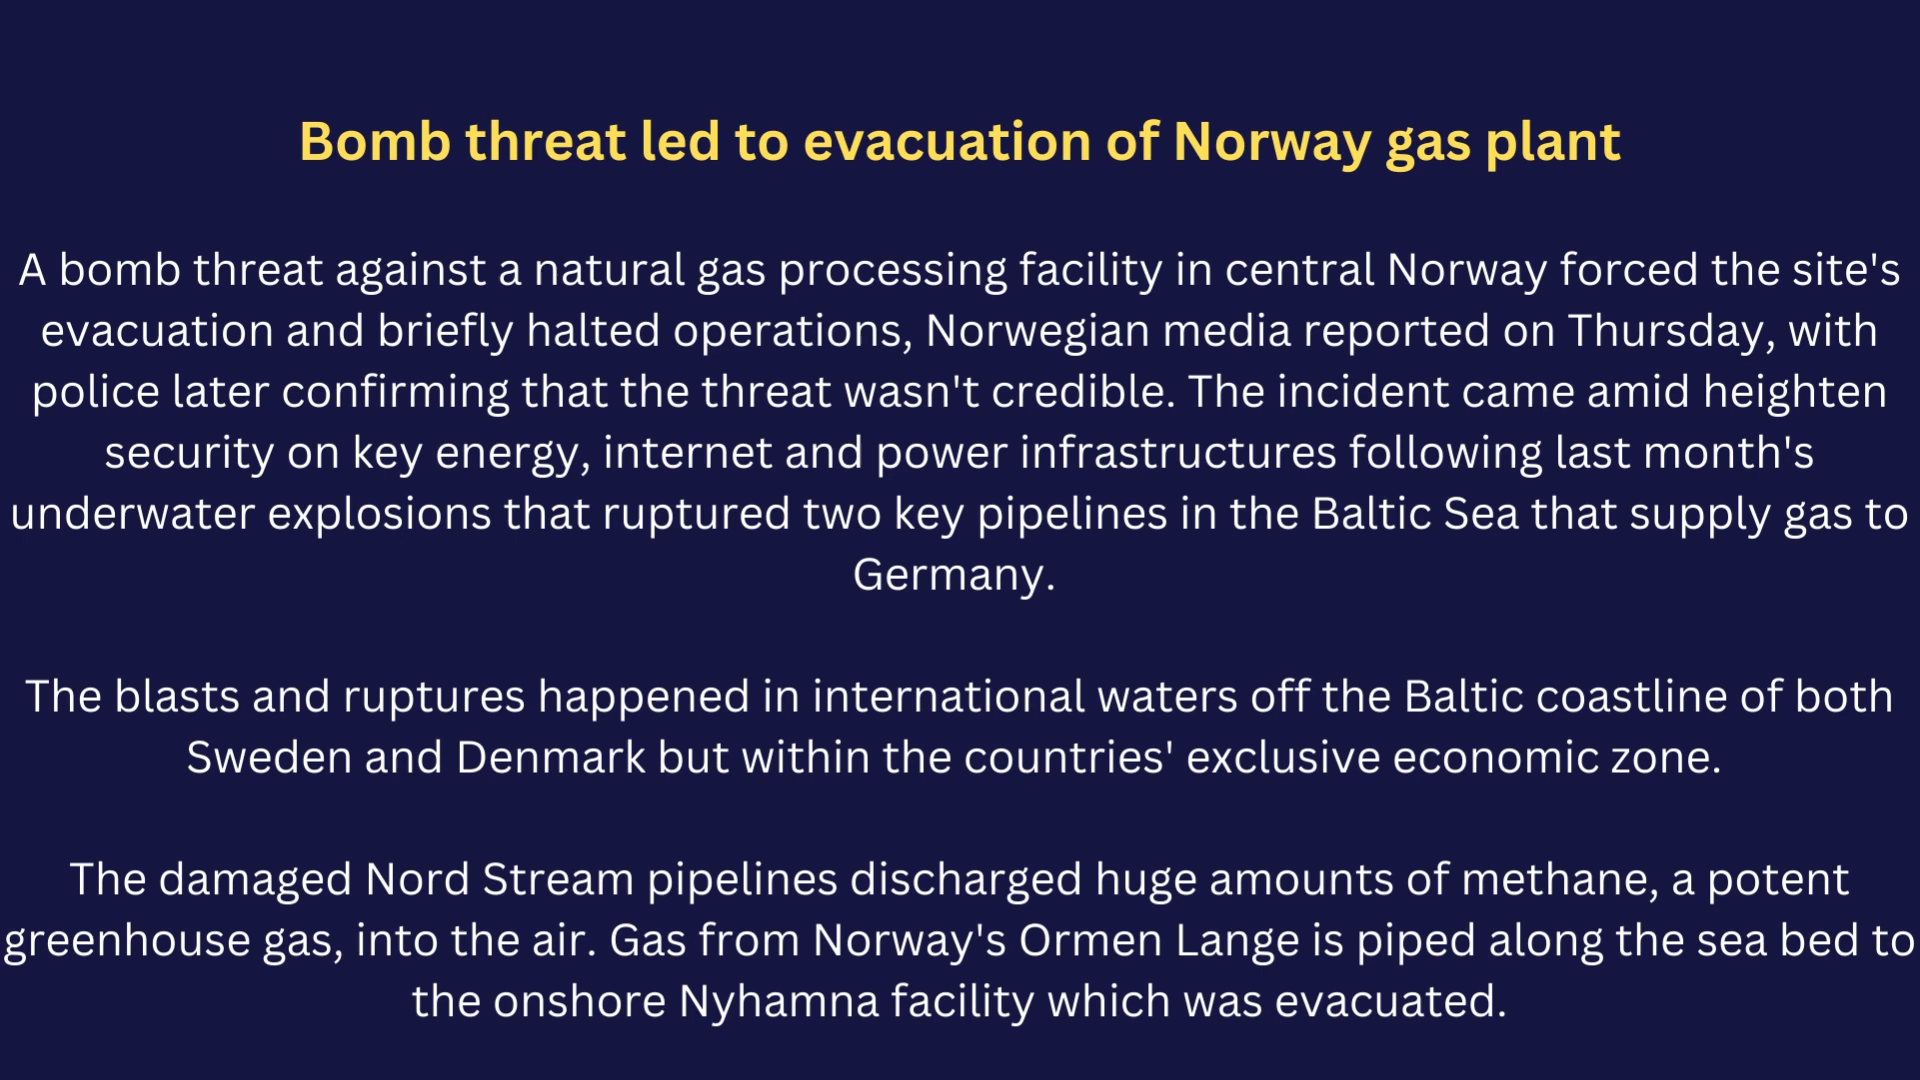 Bomb threat led to evacuation of Norway gas plant
A bomb threat against a natural gas processing facility in central Norway forced the site's
evacuation and briefly halted operations, Norwegian media reported on Thursday, with
police later confirming that the threat wasn't credible. The incident came amid heighten
security on key energy, internet and power infrastructures following last month's
underwater explosions that ruptured two key pipelines in the Baltic Sea that supply gas to
Germany.
The blasts and ruptures happened in international waters off the Baltic coastline of both
Sweden and Denmark but within the countries' exclusive economic zone.
The damaged Nord Stream pipelines discharged huge amounts of methane, a potent
greenhouse gas, into the air. Gas from Norway's Ormen Lange is piped along the sea bed to
the onshore Nyhamna facility which was evacuated.